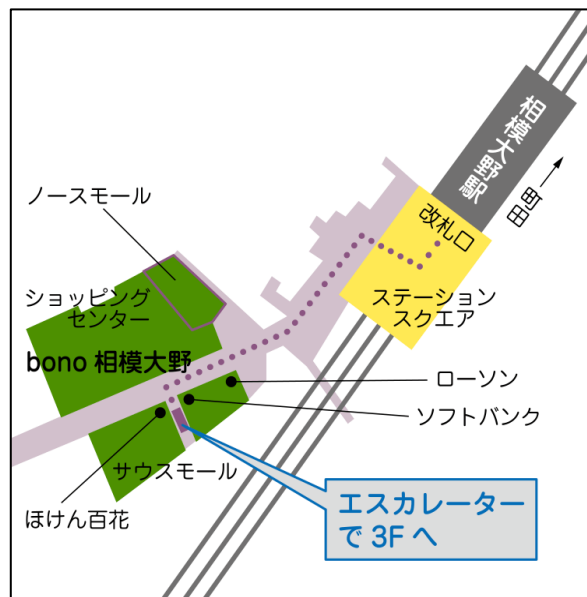 相模大野駅
町田
改札口
ノースモール
ステーション
スクエア
ショッピング
センター
bono 相模大野
ローソン
ソフトバンク
サウスモール
ほけん百花
エスカレーター
で 3F へ